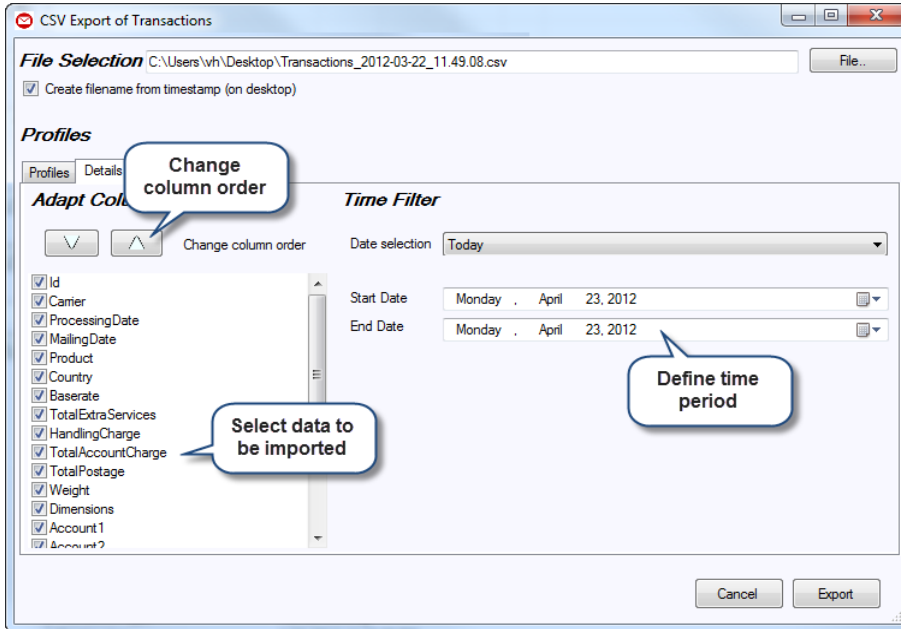 CSV Export of Transactions
File Selection C:\Users\vh\Desktop\Transactions_2012-03-22_11.49.08.csv File..
Create filename from timestamp (on desktop)
Profiles
Profiles Details
Change
column order
Adapt Colu
Time Filter
Change column order
Date selection Today
Id
Carrier
ProcessingDate
MailingDate
Product
Country
Baserate
TotalExtraServices
HandlingCharge
TotalAccountCharge
TotalPostage
Weight
Dimensions
Account1
Account2
Select data to
be imported
Start Date Monday , April 23, 2012
End Date Monday , April 23, 2012
Define time
period
Cancel Export